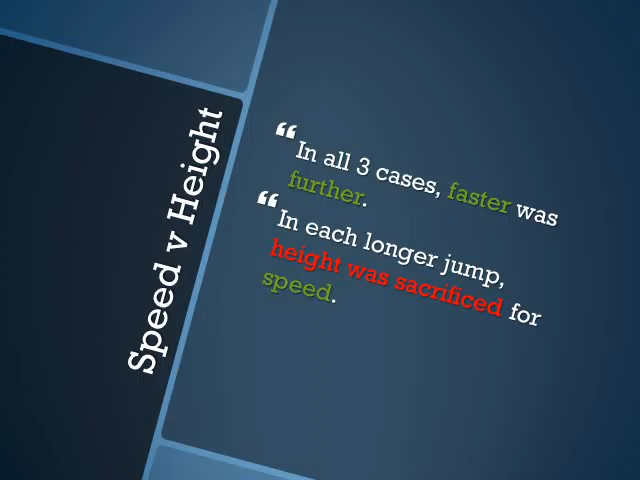 Speed v Height
“ In all 3 cases, faster was
further.
“ In each longer jump,
height was sacrificed for
speed.